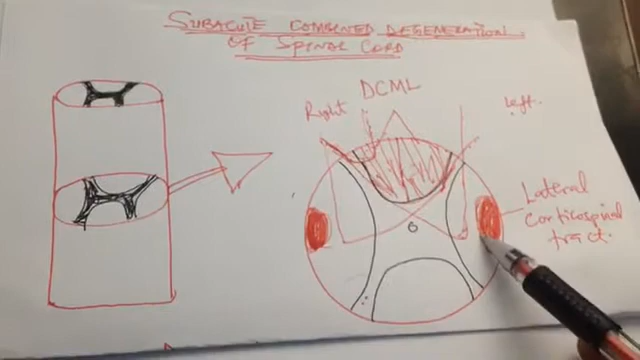 SUBACUTE COMBINED DEGENERATION
OF SPINAL CORD
DCML
Right
Left.
Lateral
corticospinal
tract.